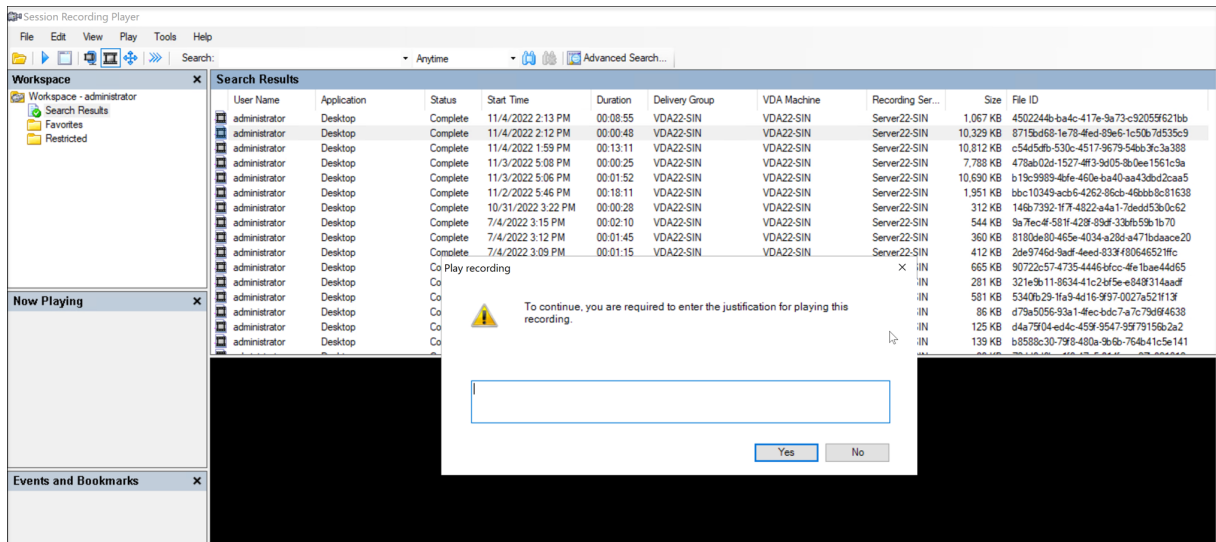 Session Recording Player
File Edit View Play Tools Help
Search: Anytime Advanced Search...
Workspace x
Workspace - administrator
Search Results
Favorites
Restricted
Search Results
User Name Application Status Start Time Duration Delivery Group VDA Machine Recording Ser... Size File ID
administrator Desktop Complete 11/4/2022 2:13 PM 00:08:55 VDA22-SIN VDA22-SIN Server22-SIN 1,067 KB 4502244b-ba4c-417e-9a73-c92055f621bb
administrator Desktop Complete 11/4/2022 2:12 PM 00:00:48 VDA22-SIN VDA22-SIN Server22-SIN 10,329 KB 8715bd68-1e78-4fed-89e6-1c50b7d535c9
administrator Desktop Complete 11/4/2022 1:59 PM 00:13:11 VDA22-SIN VDA22-SIN Server22-SIN 10,812 KB c54d5dfb-530c-4517-9679-54bb3fc3a388
administrator Desktop Complete 11/3/2022 5:08 PM 00:00:25 VDA22-SIN VDA22-SIN Server22-SIN 7,788 KB 478ab02d-1527-4ff3-9d05-8b0ee1561c9a
administrator Desktop Complete 11/3/2022 5:06 PM 00:01:52 VDA22-SIN VDA22-SIN Server22-SIN 10,690 KB b19c9989-4bfe-460e-ba40-aa43dbd2caa5
administrator Desktop Complete 11/2/2022 5:46 PM 00:18:11 VDA22-SIN VDA22-SIN Server22-SIN 1,951 KB bbc10349-acb6-4262-86cb-46bbb8c81638
administrator Desktop Complete 10/31/2022 3:22 PM 00:00:28 VDA22-SIN VDA22-SIN Server22-SIN 312 KB 146b7392-1f7f-4822-a4a1-7dedd53b0c62
administrator Desktop Complete 7/4/2022 3:15 PM 00:02:10 VDA22-SIN VDA22-SIN Server22-SIN 544 KB 9a7fec4f-581f-428f-89df-33bfb59b1b70
administrator Desktop Complete 7/4/2022 3:12 PM 00:01:45 VDA22-SIN VDA22-SIN Server22-SIN 360 KB 8180de80-465e-4034-a28d-a471bdaace20
administrator Desktop Complete 7/4/2022 3:09 PM 00:01:15 VDA22-SIN VDA22-SIN Server22-SIN 412 KB 2de9746d-9adf-4eed-833f-f80646521ffc
administrator Desktop Co SIN 665 KB 90722c57-4735-4446-bfcc-4fe1bae44d65
administrator Desktop Co SIN 281 KB 321e9b11-8634-41c2-bf5e-e848f314aadf
administrator Desktop Co SIN 581 KB 5340fb29-1fa9-4d16-9f97-0027a521f13f
administrator Desktop Co SIN 86 KB d79a5056-93a1-4fec-bdc7-a7c79d6f4638
administrator Desktop Co SIN 125 KB d4a75f04-ed4c-459f-9547-95f79156b2a2
administrator Desktop Co SIN 139 KB b8588c30-79f8-480a-9b6b-764b41c5e141
Play recording
To continue, you are required to enter the justification for playing this
recording.
Yes No
Now Playing x
Events and Bookmarks x